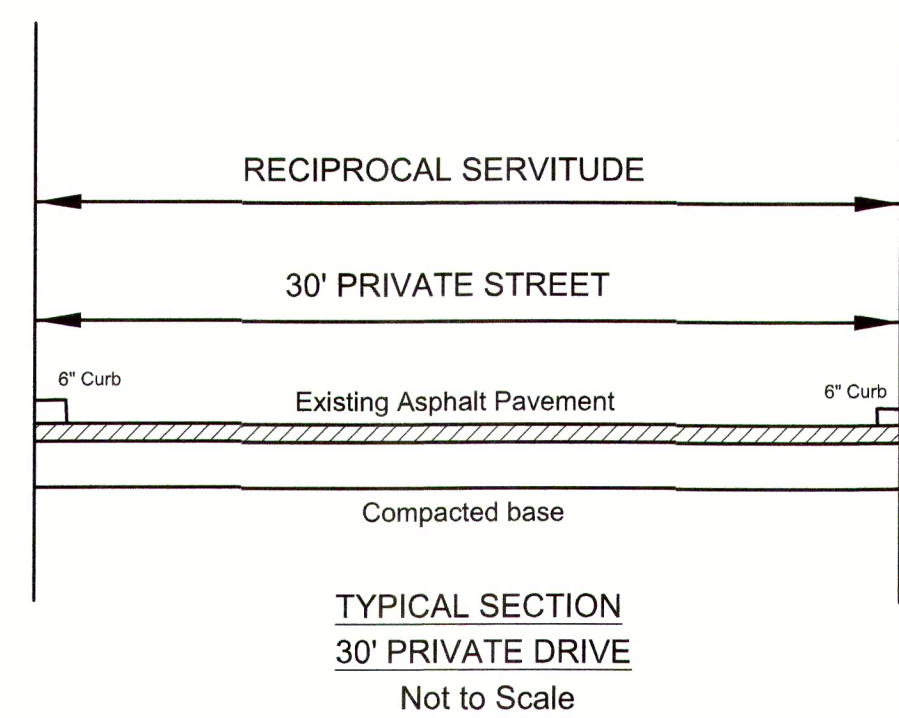 RECIPROCAL SERVITUDE
30' PRIVATE STREET
6" Curb
6" Curb
Existing Asphalt Pavement
Compacted base
TYPICAL SECTION
30' PRIVATE DRIVE
Not to Scale